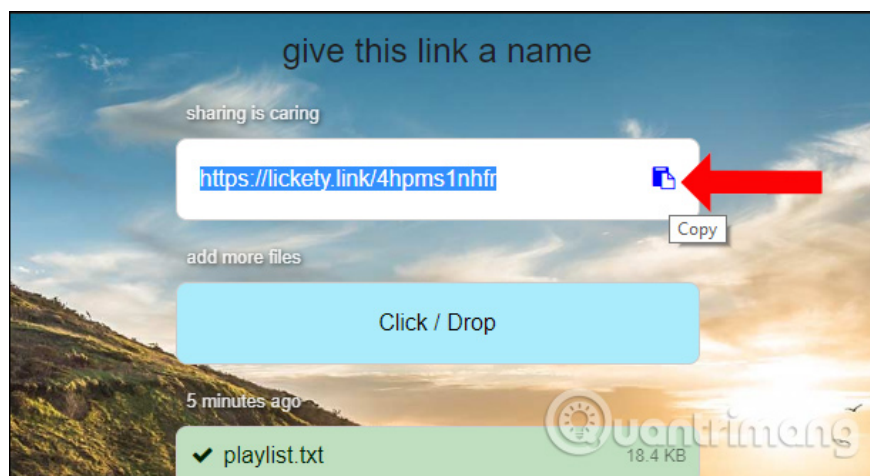 give this link a name
sharing is caring
https://lickety.link/4hpms1nhfr
Copy
add more files
Click / Drop
5 minutes ago
playlist.txt
18.4 KB
Quantrimang